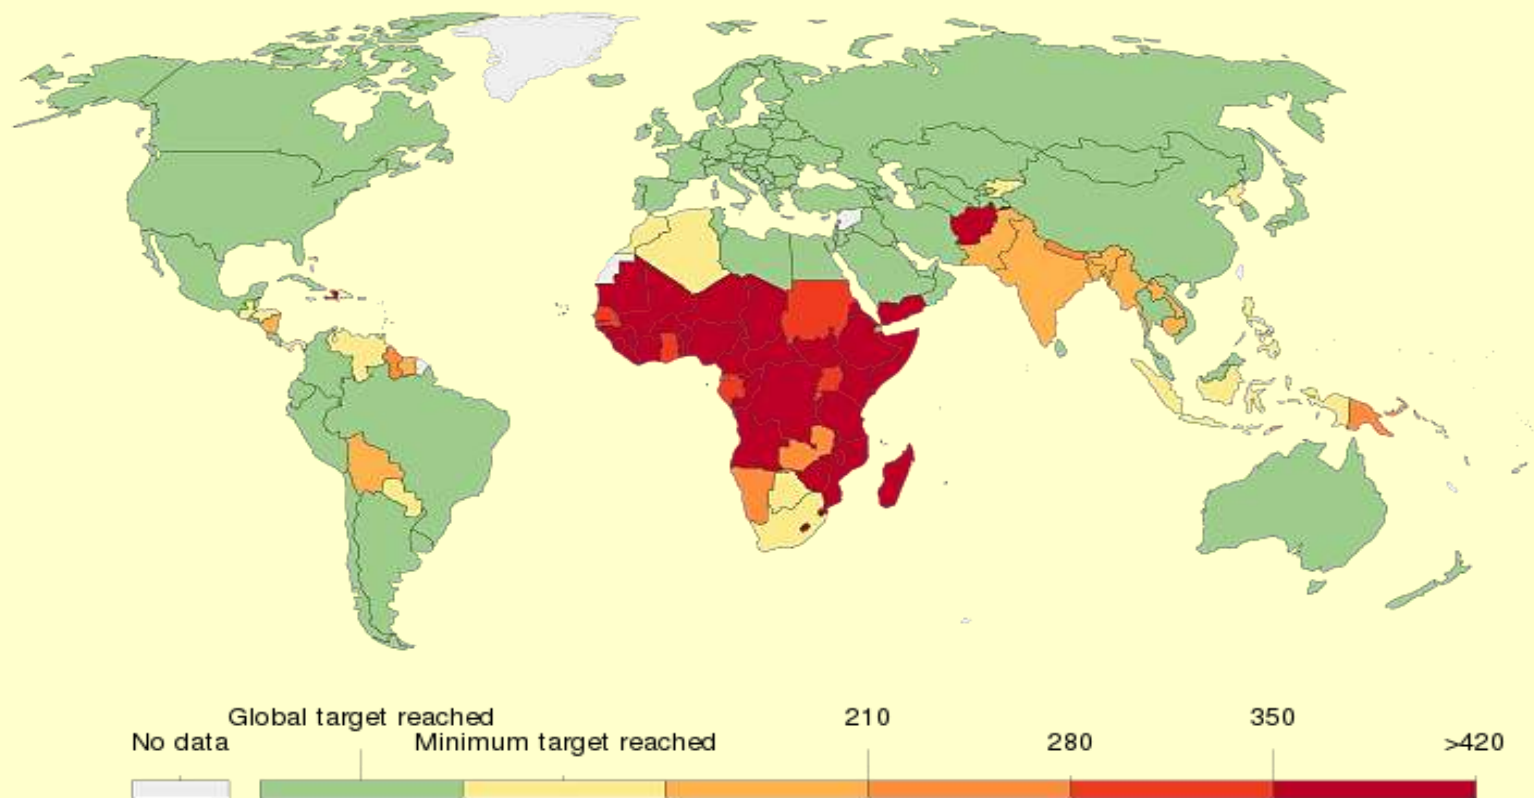 Global target reached 210 350
No data Minimum target reached 280 >420